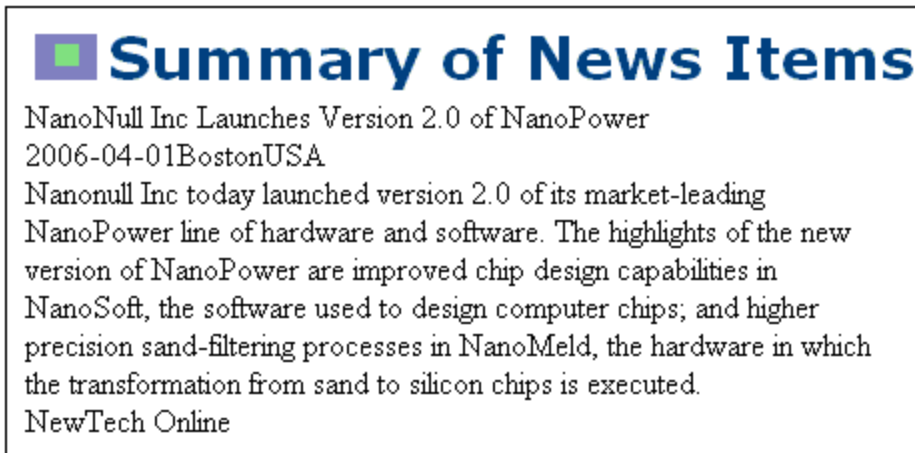 Summary of News Items
NanoNull Inc Launches Version 2.0 of NanoPower
2006-04-01BostonUSA
Nanonull Inc today launched version 2.0 of its market-leading
NanoPower line of hardware and software. The highlights of the new
version of NanoPower are improved chip design capabilities in
NanoSoft, the software used to design computer chips; and higher
precision sand-filtering processes in NanoMeld, the hardware in which
the transformation from sand to silicon chips is executed.
NewTech Online